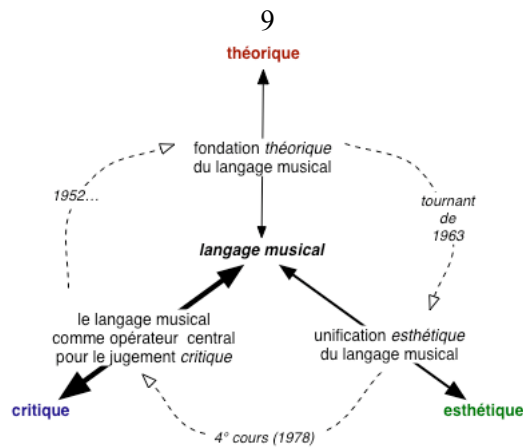 9
théorique
fondation théorique
du langage musical
1952...
tournant
de
1963
langage musical
le langage musical
comme opérateur central
pour le jugement critique
unification esthétique
du langage musical
critique
esthétique
4° cours (1978)